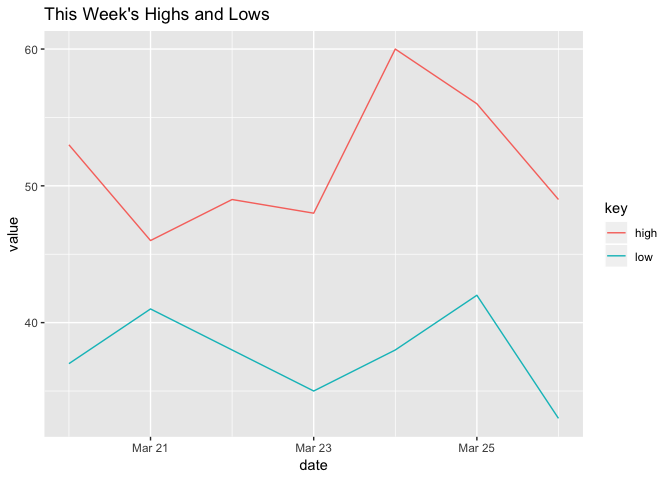 This Week's Highs and Lows
60
50
40
value
Mar 21
Mar 23
Mar 25
date
key
high
low